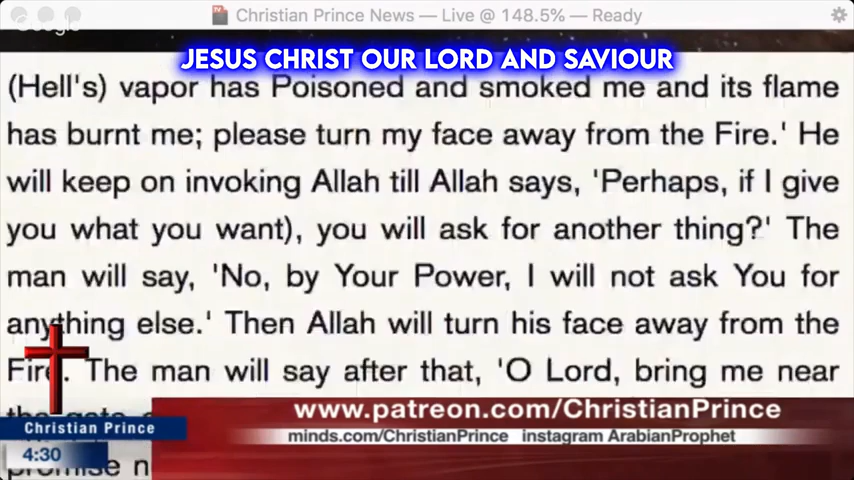 Christian Prince News — Live @ 148.5% — Ready
Google
JESUS CHRIST OUR LORD AND SAVIOUR
(Hell's) vapor has Poisoned and smoked me and its flame
has burnt me; please turn my face away from the Fire.' He
will keep on invoking Allah till Allah says, 'Perhaps, if I give
you what you want), you will ask for another thing?' The
man will say, 'No, by Your Power, I will not ask You for
anything else.' Then Allah will turn his face away from the
Fire. The man will say after that, 'O Lord, bring me near
the gate
promise n
www.patreon.com/ChristianPrince
minds.com/ChristianPrince instagram ArabianProphet
Christian Prince
4:30